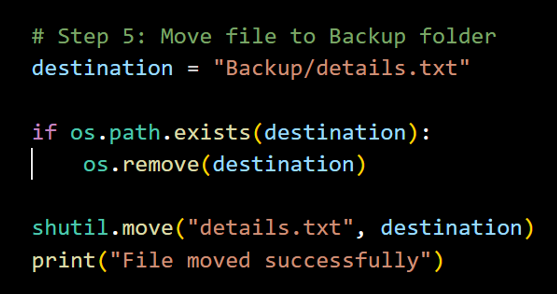 # Step 5: Move file to Backup folder
destination = "Backup/details.txt"

if os.path.exists(destination):
    os.remove(destination)

shutil.move("details.txt", destination)
print("File moved successfully")